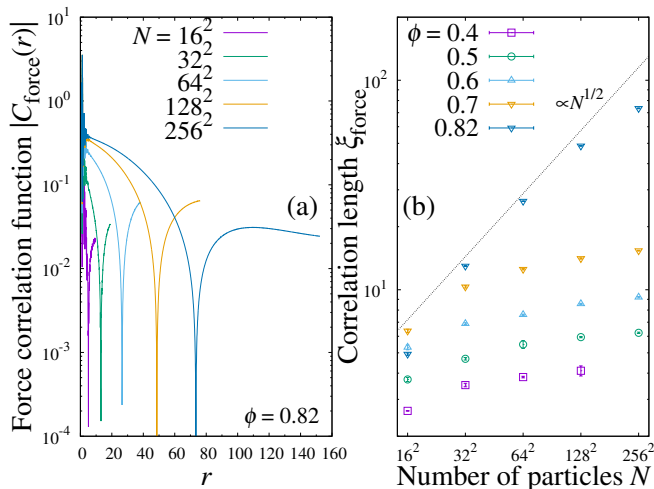 Force correlation function |C_force(r)|
10^1
10^0
10^-1
10^-2
10^-3
10^-4
N = 16^2
32^2
64^2
128^2
256^2
(a)
ϕ = 0.82
0 20 40 60 80 100 120 140 160
r
Correlation length ξ_force
10^2
10^1
ϕ = 0.4
0.5
0.6
0.7
0.82
∝N^1/2
(b)
16^2 32^2 64^2 128^2 256^2
Number of particles N